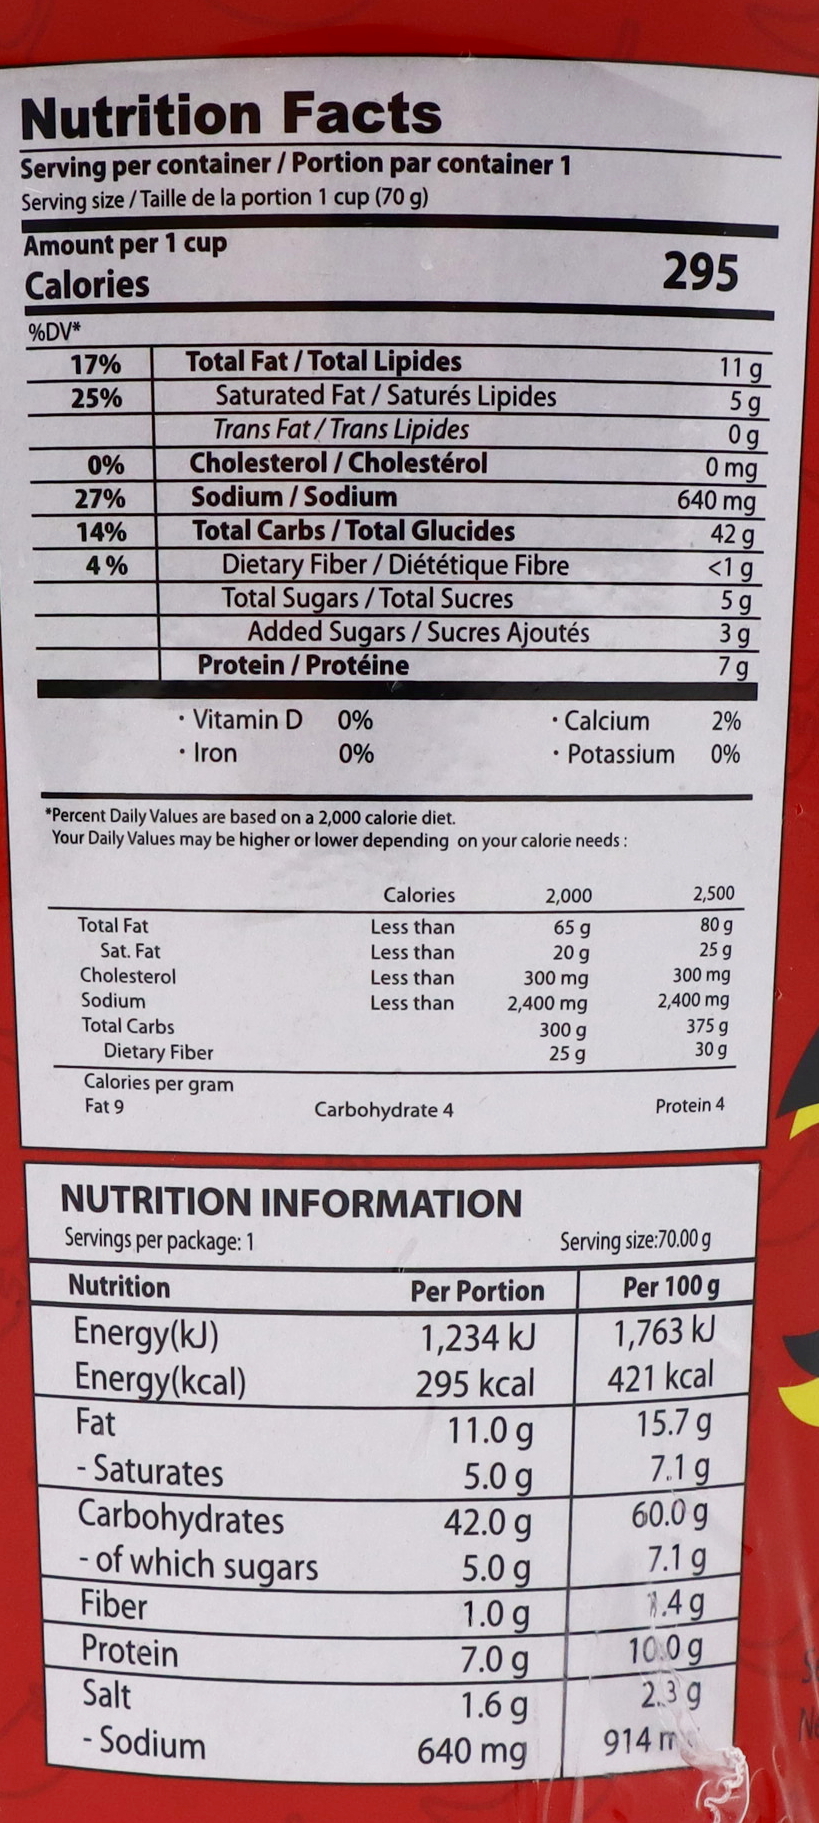 Nutrition Facts
Serving per container / Portion par container 1
Serving size / Taille de la portion 1 cup (70 g)
Amount per 1 cup
Calories 295
%DV*
17% Total Fat / Total Lipides 11 g
25% Saturated Fat / Saturés Lipides 5 g
Trans Fat / Trans Lipides 0 g
0% Cholesterol / Cholestérol 0 mg
27% Sodium / Sodium 640 mg
14% Total Carbs / Total Glucides 42 g
4 % Dietary Fiber / Diététique Fibre <1 g
Total Sugars / Total Sucres 5 g
Added Sugars / Sucres Ajoutés 3 g
Protein / Protéine 7 g
· Vitamin D 0% · Calcium 2%
· Iron 0% · Potassium 0%
*Percent Daily Values are based on a 2,000 calorie diet.
Your Daily Values may be higher or lower depending on your calorie needs :
Calories 2,000 2,500
Total Fat Less than 65 g 80 g
Sat. Fat Less than 20 g 25 g
Cholesterol Less than 300 mg 300 mg
Sodium Less than 2,400 mg 2,400 mg
Total Carbs 300 g 375 g
Dietary Fiber 25 g 30 g
Calories per gram
Fat 9 Carbohydrate 4 Protein 4
NUTRITION INFORMATION
Servings per package: 1 Serving size:70.00 g
Nutrition Per Portion Per 100 g
Energy(kJ) 1,234 kJ 1,763 kJ
Energy(kcal) 295 kcal 421 kcal
Fat 11.0 g 15.7 g
- Saturates 5.0 g 7.1 g
Carbohydrates 42.0 g 60.0 g
- of which sugars 5.0 g 7.1 g
Fiber 1.0 g 1.4 g
Protein 7.0 g 10.0 g
Salt 1.6 g 2.3 g
- Sodium 640 mg 914